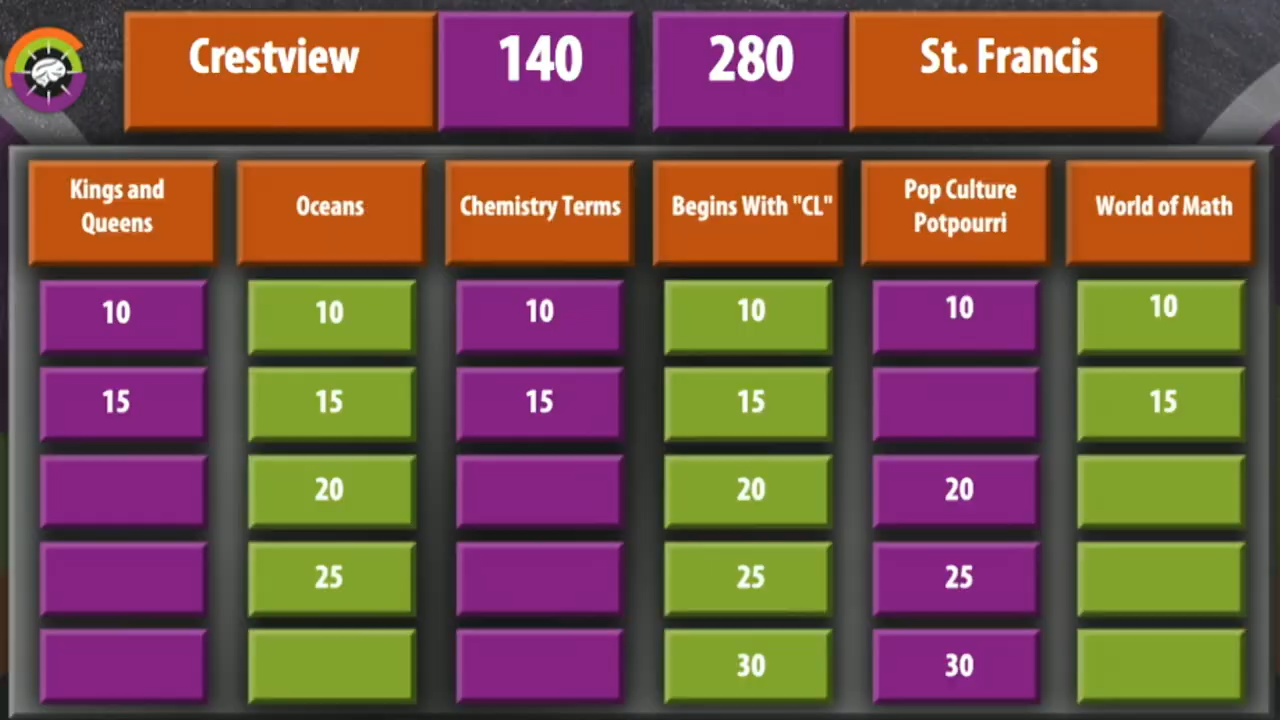 Crestview 140 280 St. Francis
Kings and
Queens
Oceans
Chemistry Terms
Begins With "CL"
Pop Culture
Potpourri
World of Math
10 10 10 10 10 10
15 15 15 15 15
20 20 20
25 25 25
30 30